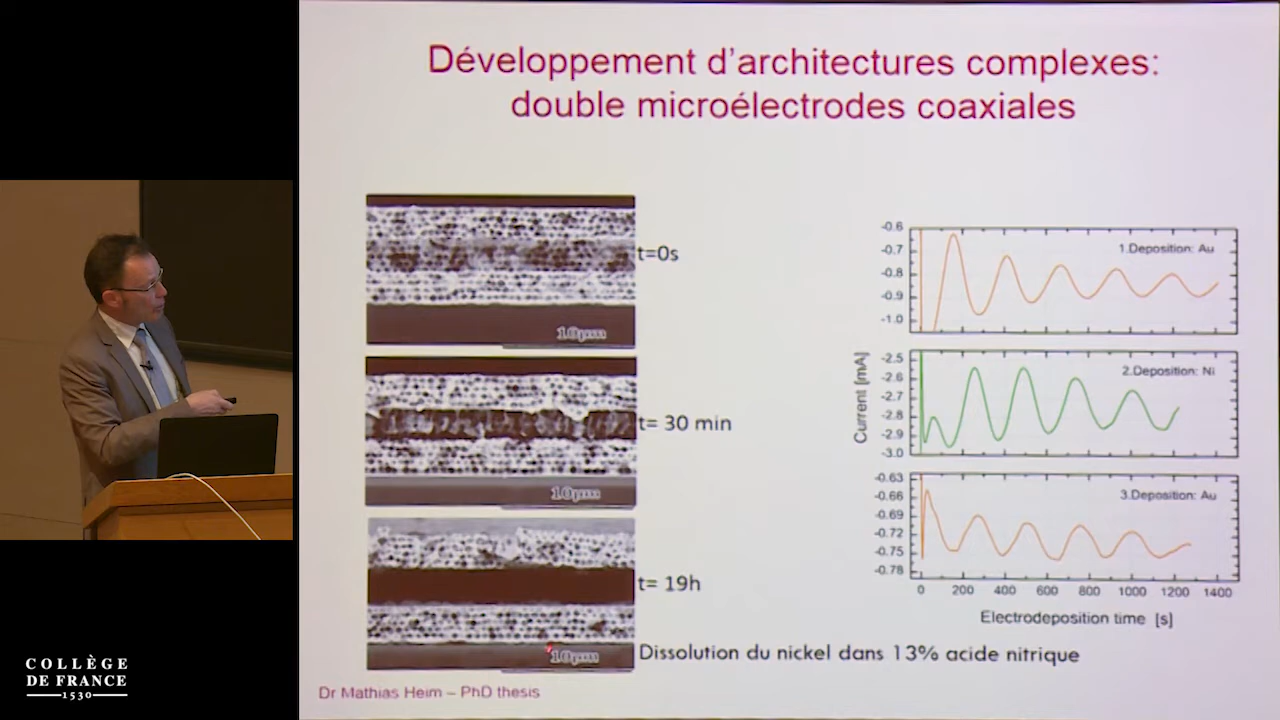 Développement d'architectures complexes:
double microélectrodes coaxiales
t=0s
10µm
t= 30 min
10µm
t= 19h
10µm
Dissolution du nickel dans 13% acide nitrique
Dr Mathias Heim – PhD thesis
-0.6
-0.7
-0.8
-0.9
-1.0
1.Deposition: Au
-2.5
-2.6
-2.7
-2.8
-2.9
-3.0
2.Deposition: Ni
Current [mA]
-0.63
-0.66
-0.69
-0.72
-0.75
-0.78
3.Deposition: Au
0 200 400 600 800 1000 1200 1400
Electrodeposition time [s]
COLLÈGE
DE FRANCE
1530